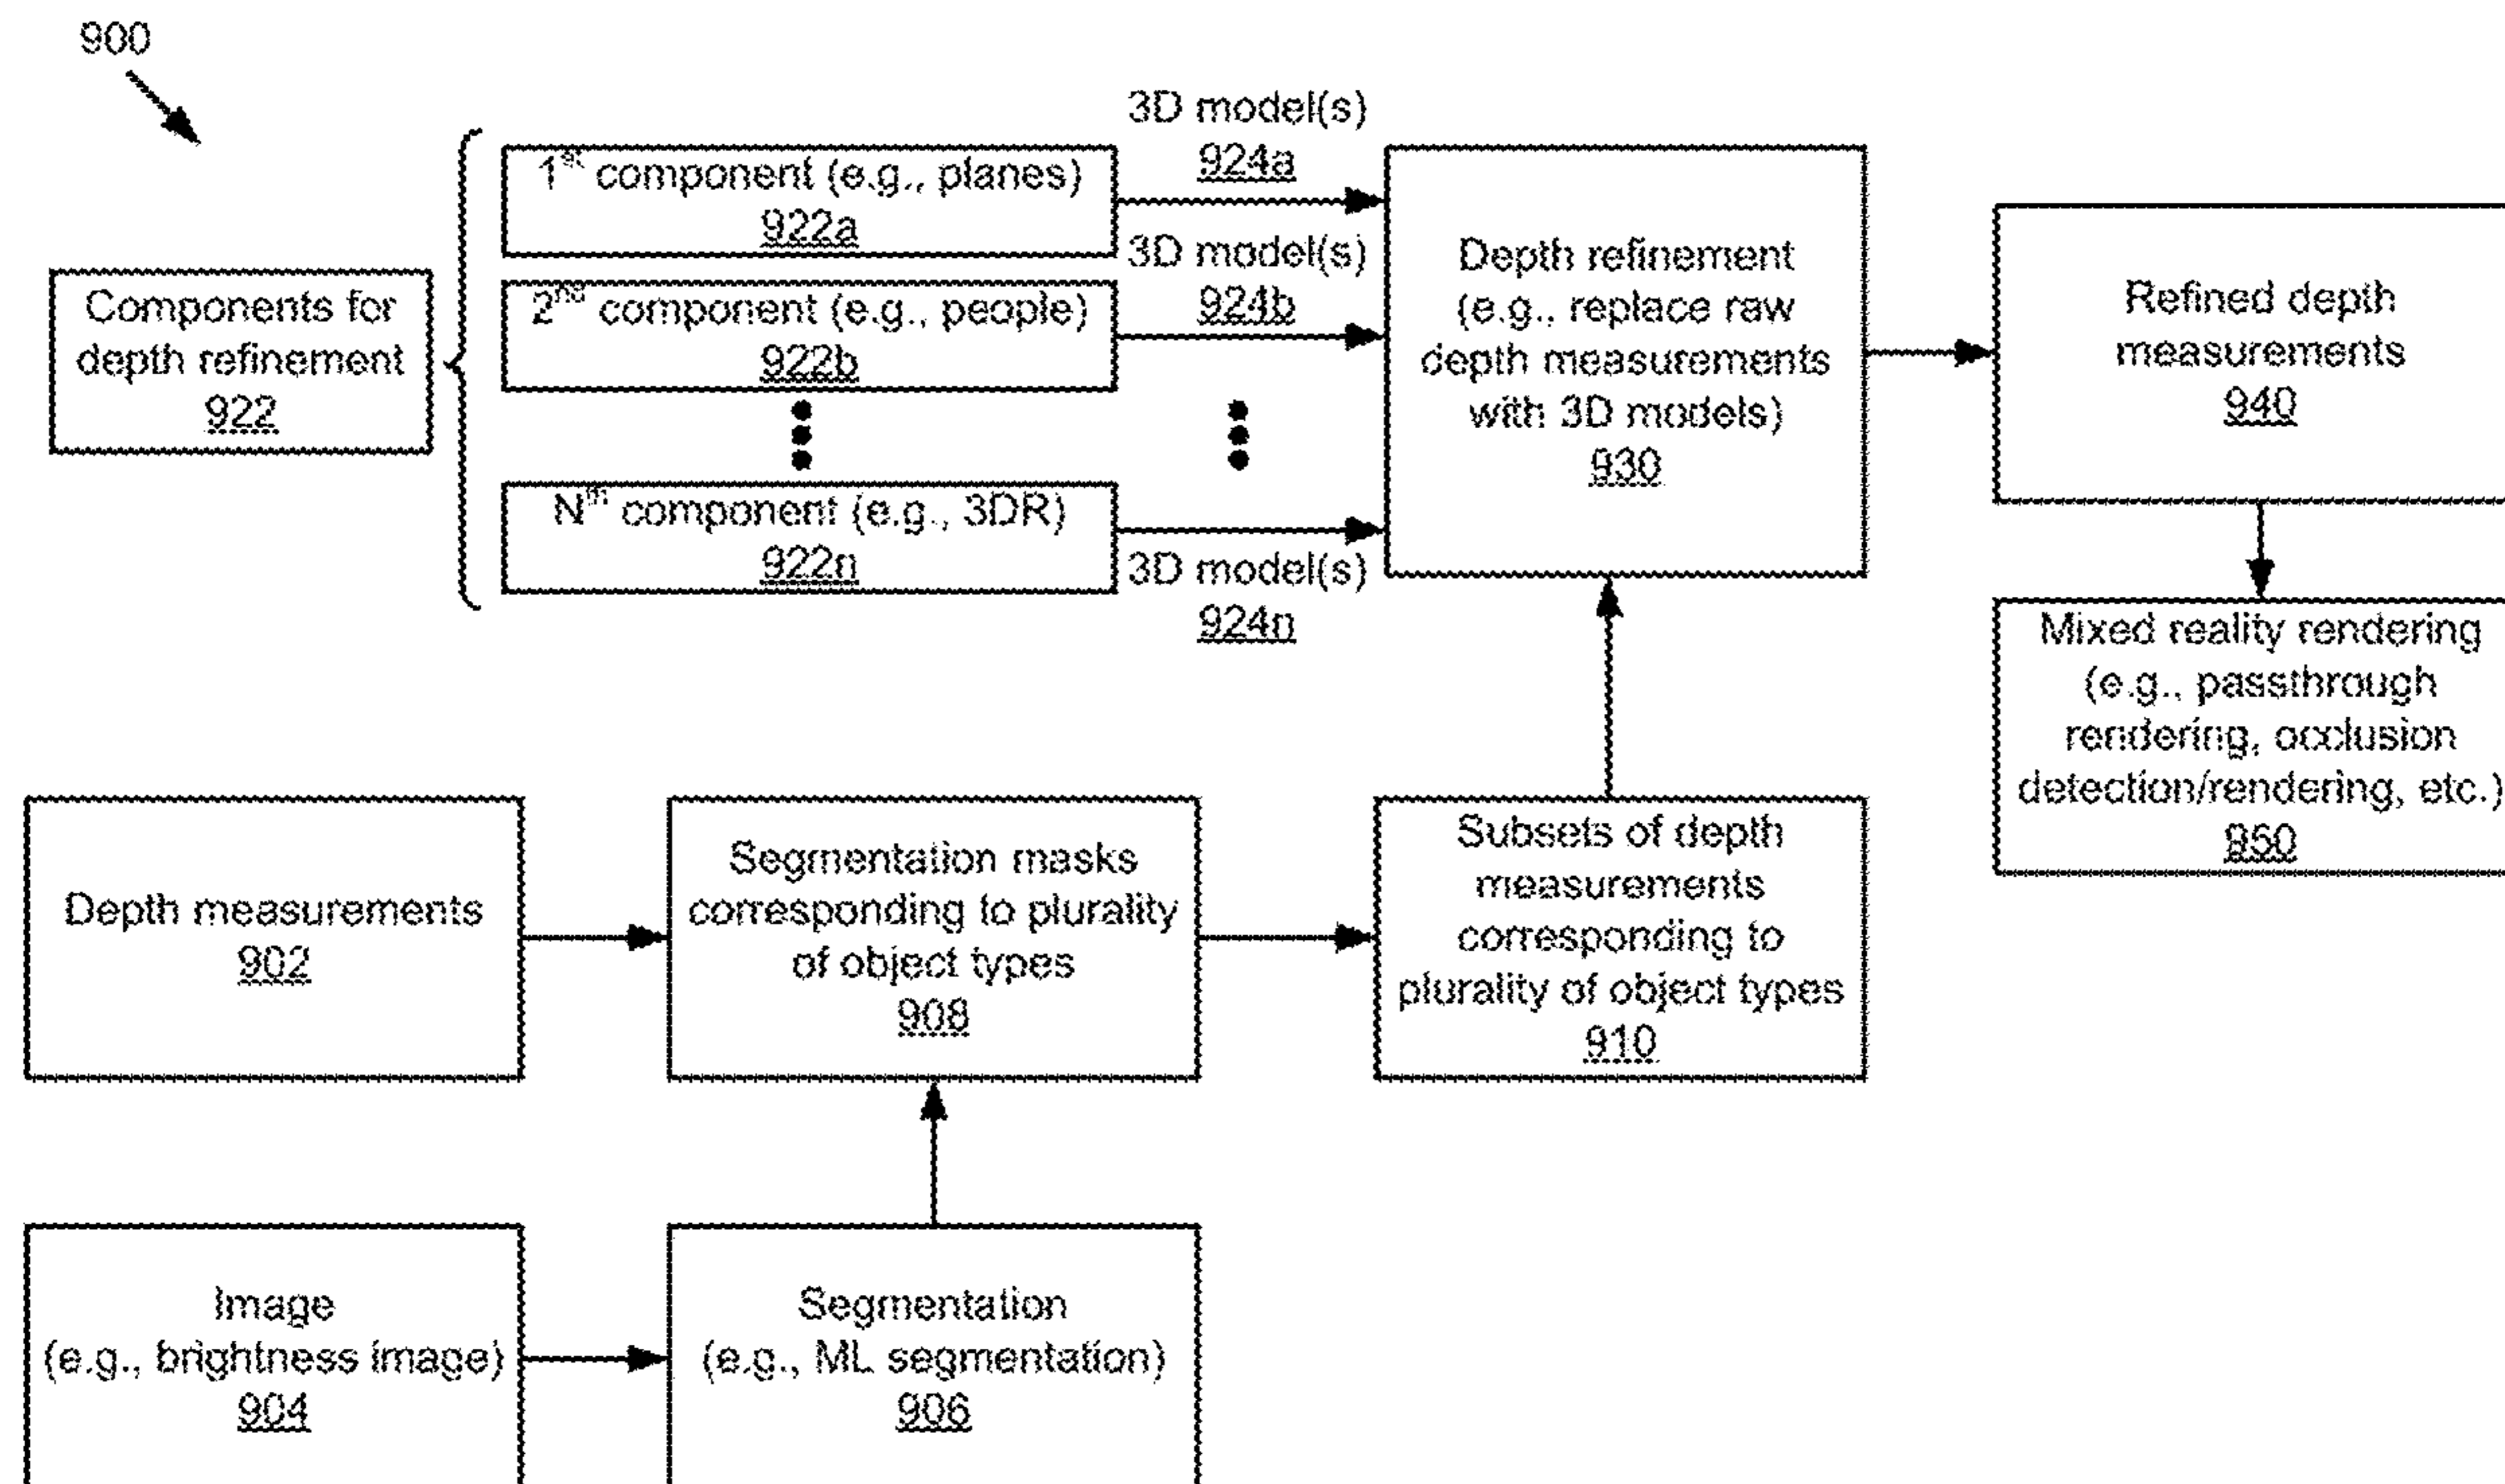 900
Components for
depth refinement
922
1st component (e.g., planes)
922a
2nd component (e.g., people)
922b
Nth component (e.g., 3DR)
922n
3D model(s)
924a
3D model(s)
924b
3D model(s)
924n
Depth refinement
(e.g., replace raw
depth measurements
with 3D models)
930
Refined depth
measurements
940
Mixed reality rendering
(e.g., passthrough
rendering, occlusion
detection/rendering, etc.)
950
Depth measurements
902
Segmentation masks
corresponding to plurality
of object types
908
Subsets of depth
measurements
corresponding to
plurality of object types
910
Image
(e.g., brightness image)
904
Segmentation
(e.g., ML segmentation)
906